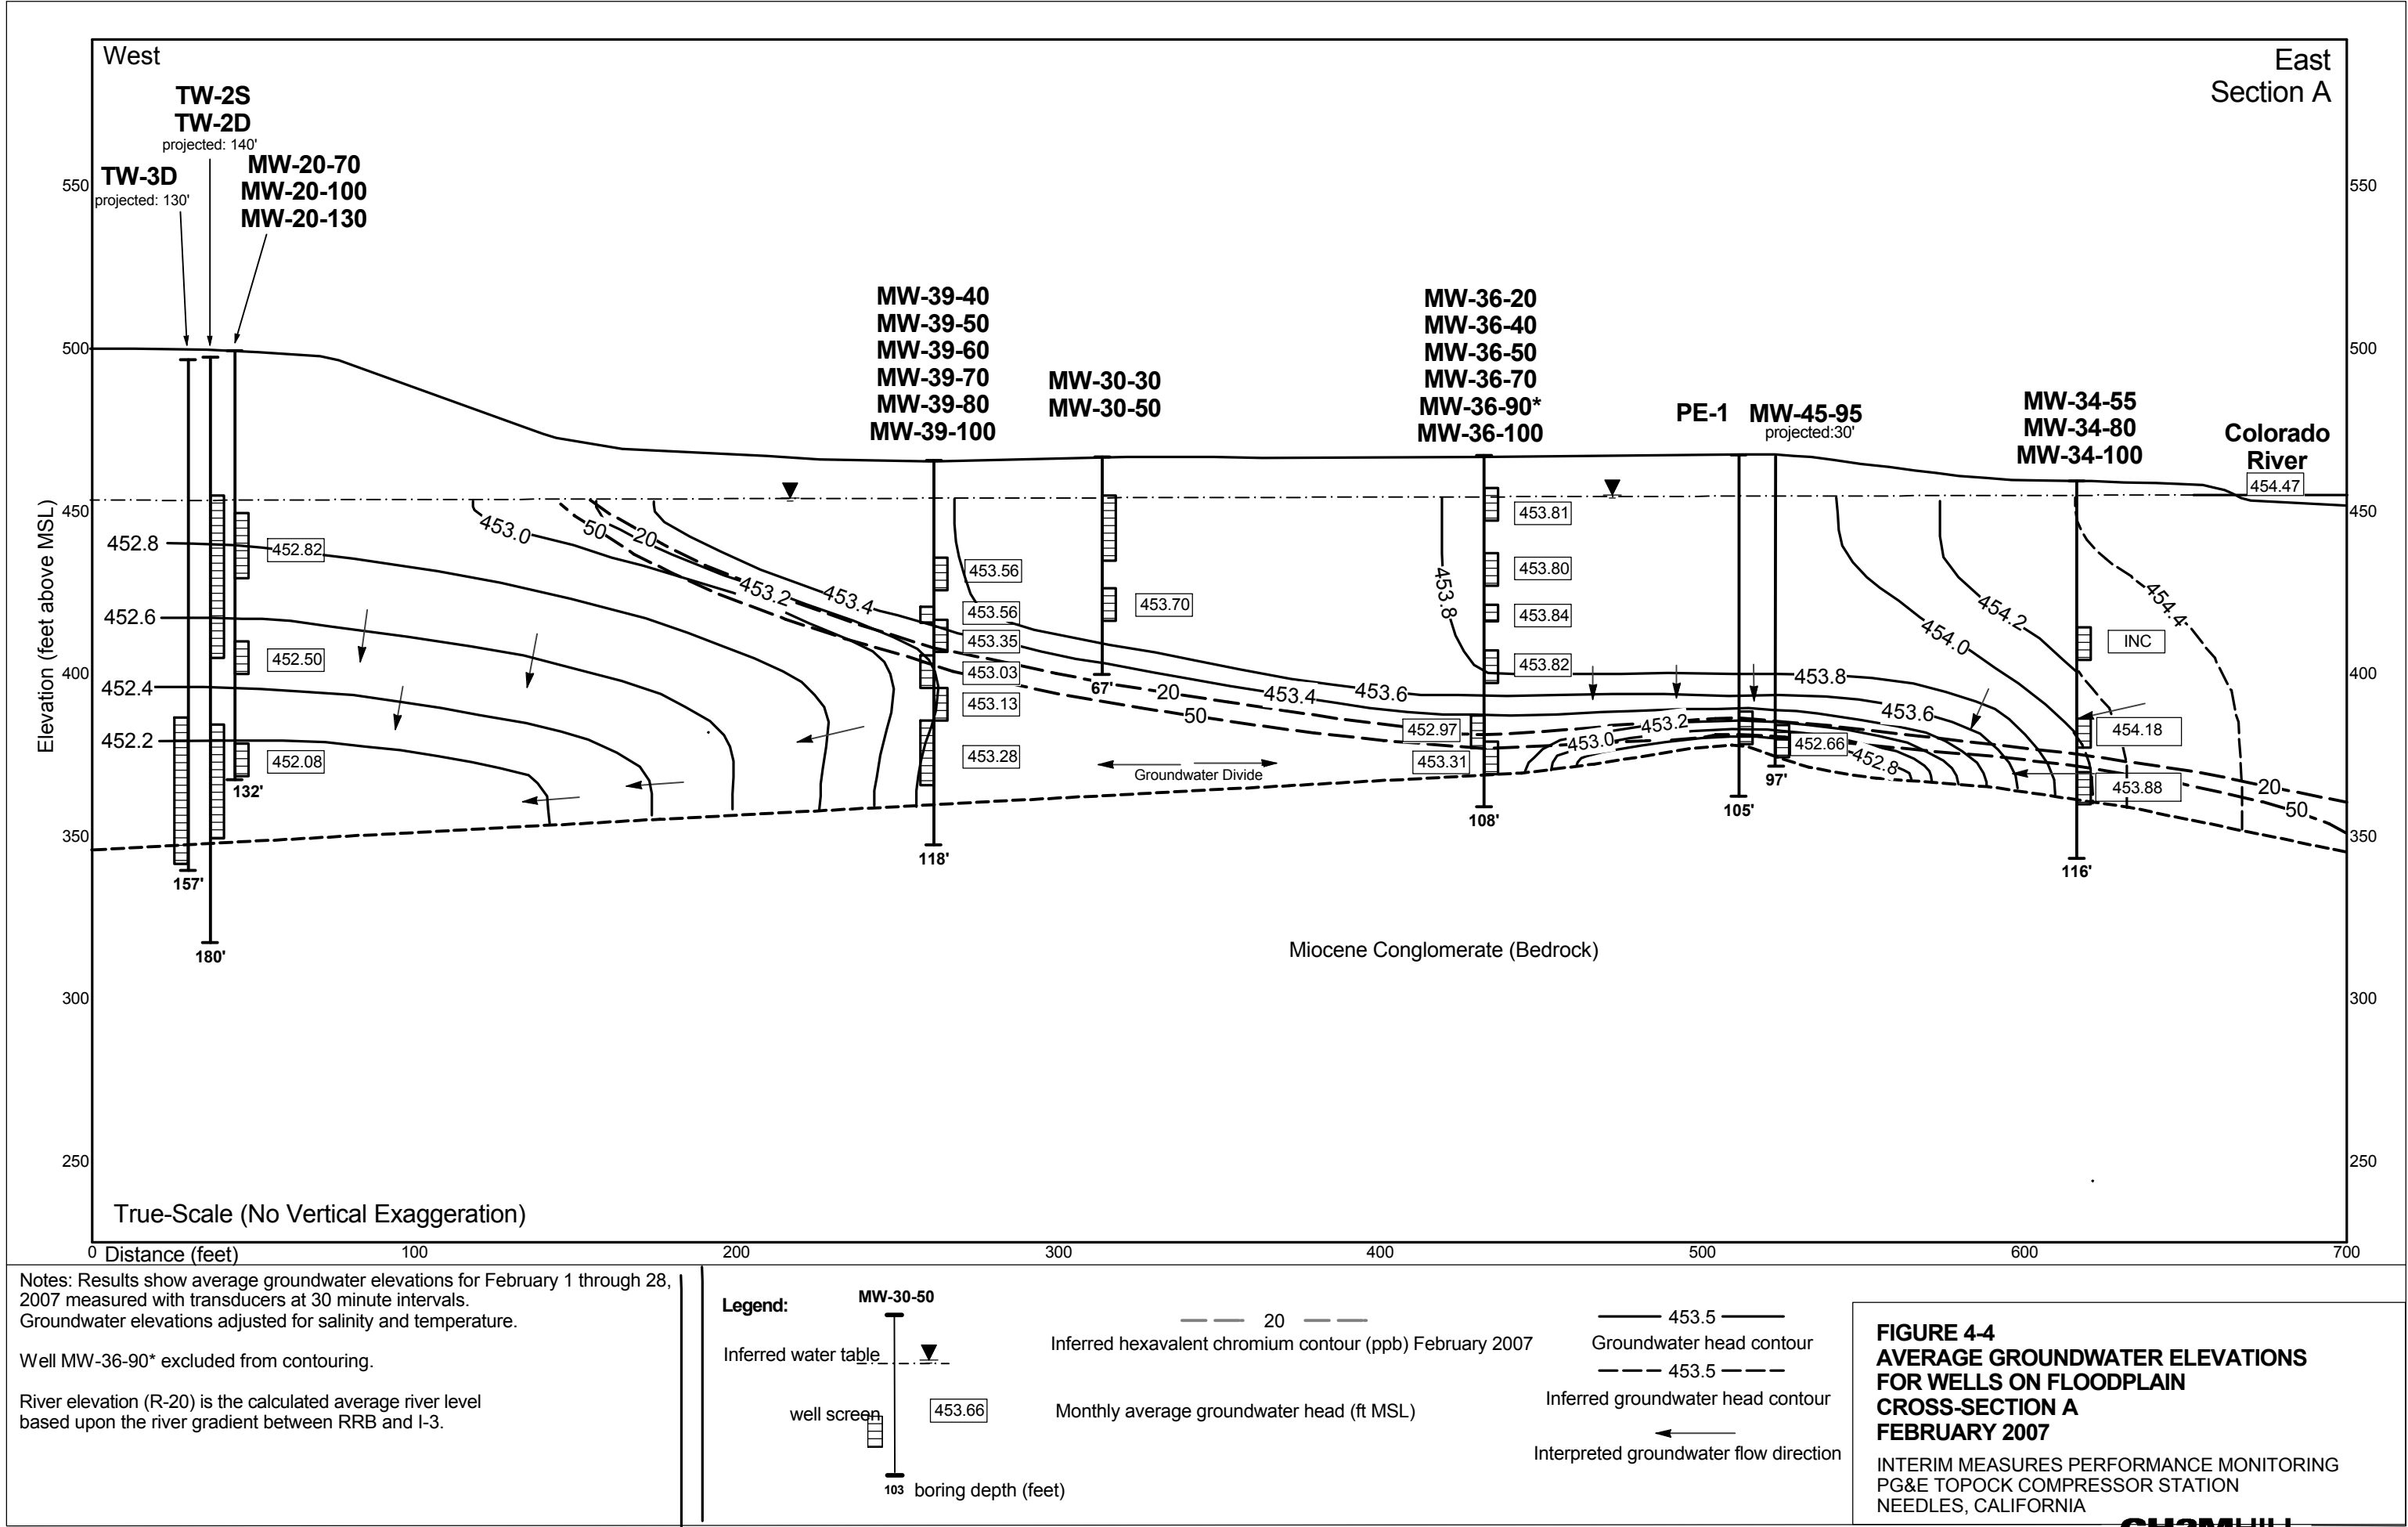 West
East
Section A
TW-2S
TW-2D
projected: 140'
TW-3D
projected: 130'
MW-20-70
MW-20-100
MW-20-130
MW-39-40
MW-39-50
MW-39-60
MW-39-70
MW-39-80
MW-39-100
MW-30-30
MW-30-50
MW-36-20
MW-36-40
MW-36-50
MW-36-70
MW-36-90*
MW-36-100
PE-1
MW-45-95
projected:30'
MW-34-55
MW-34-80
MW-34-100
Colorado
River
454.47
Elevation (feet above MSL)
550
500
450
400
350
300
250
550
500
450
400
350
300
250
452.8
452.6
452.4
452.2
452.82
452.50
452.08
453.0
50
20
453.2
453.4
453.56
453.56
453.35
453.03
453.13
453.28
453.70
20
50
453.4
453.6
453.8
453.81
453.80
453.84
453.82
452.97
453.31
453.0
453.2
452.66
452.8
453.6
453.8
454.0
454.2
454.4
INC
454.18
453.88
20
50
Groundwater Divide
157'
180'
132'
118'
67'
108'
105'
97'
116'
Miocene Conglomerate (Bedrock)
True-Scale (No Vertical Exaggeration)
0
Distance (feet)
100
200
300
400
500
600
700
Notes: Results show average groundwater elevations for February 1 through 28,
2007 measured with transducers at 30 minute intervals.
Groundwater elevations adjusted for salinity and temperature.
Well MW-36-90* excluded from contouring.
River elevation (R-20) is the calculated average river level
based upon the river gradient between RRB and I-3.
Legend:
MW-30-50
Inferred water table
well screen
453.66
103
boring depth (feet)
20
Inferred hexavalent chromium contour (ppb) February 2007
Monthly average groundwater head (ft MSL)
453.5
Groundwater head contour
453.5
Inferred groundwater head contour
Interpreted groundwater flow direction
FIGURE 4-4
AVERAGE GROUNDWATER ELEVATIONS
FOR WELLS ON FLOODPLAIN
CROSS-SECTION A
FEBRUARY 2007
INTERIM MEASURES PERFORMANCE MONITORING
PG&E TOPOCK COMPRESSOR STATION
NEEDLES, CALIFORNIA
CH2MHILL